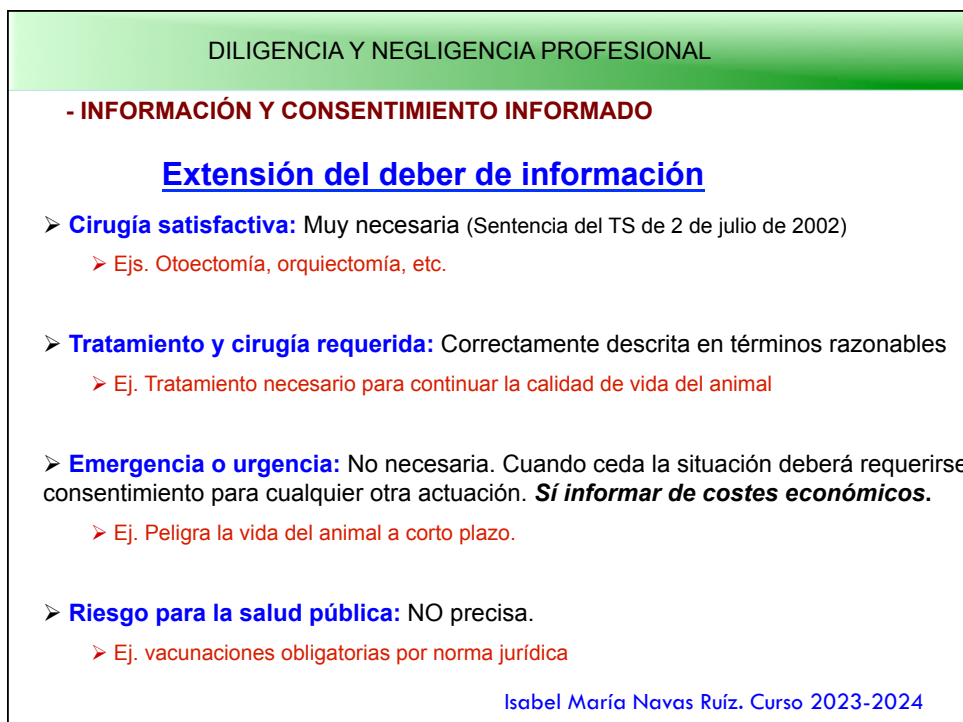 DILIGENCIA Y NEGLIGENCIA PROFESIONAL
- INFORMACIÓN Y CONSENTIMIENTO INFORMADO
Extensión del deber de información
➢ Cirugía satisfactiva: Muy necesaria (Sentencia del TS de 2 de julio de 2002)
➢ Ejs. Otoectomía, orquiectomía, etc.
➢ Tratamiento y cirugía requerida: Correctamente descrita en términos razonables
➢ Ej. Tratamiento necesario para continuar la calidad de vida del animal
➢ Emergencia o urgencia: No necesaria. Cuando ceda la situación deberá requerirse
consentimiento para cualquier otra actuación. Sí informar de costes económicos.
➢ Ej. Peligra la vida del animal a corto plazo.
➢ Riesgo para la salud pública: NO precisa.
➢ Ej. vacunaciones obligatorias por norma jurídica
Isabel María Navas Ruíz. Curso 2023-2024